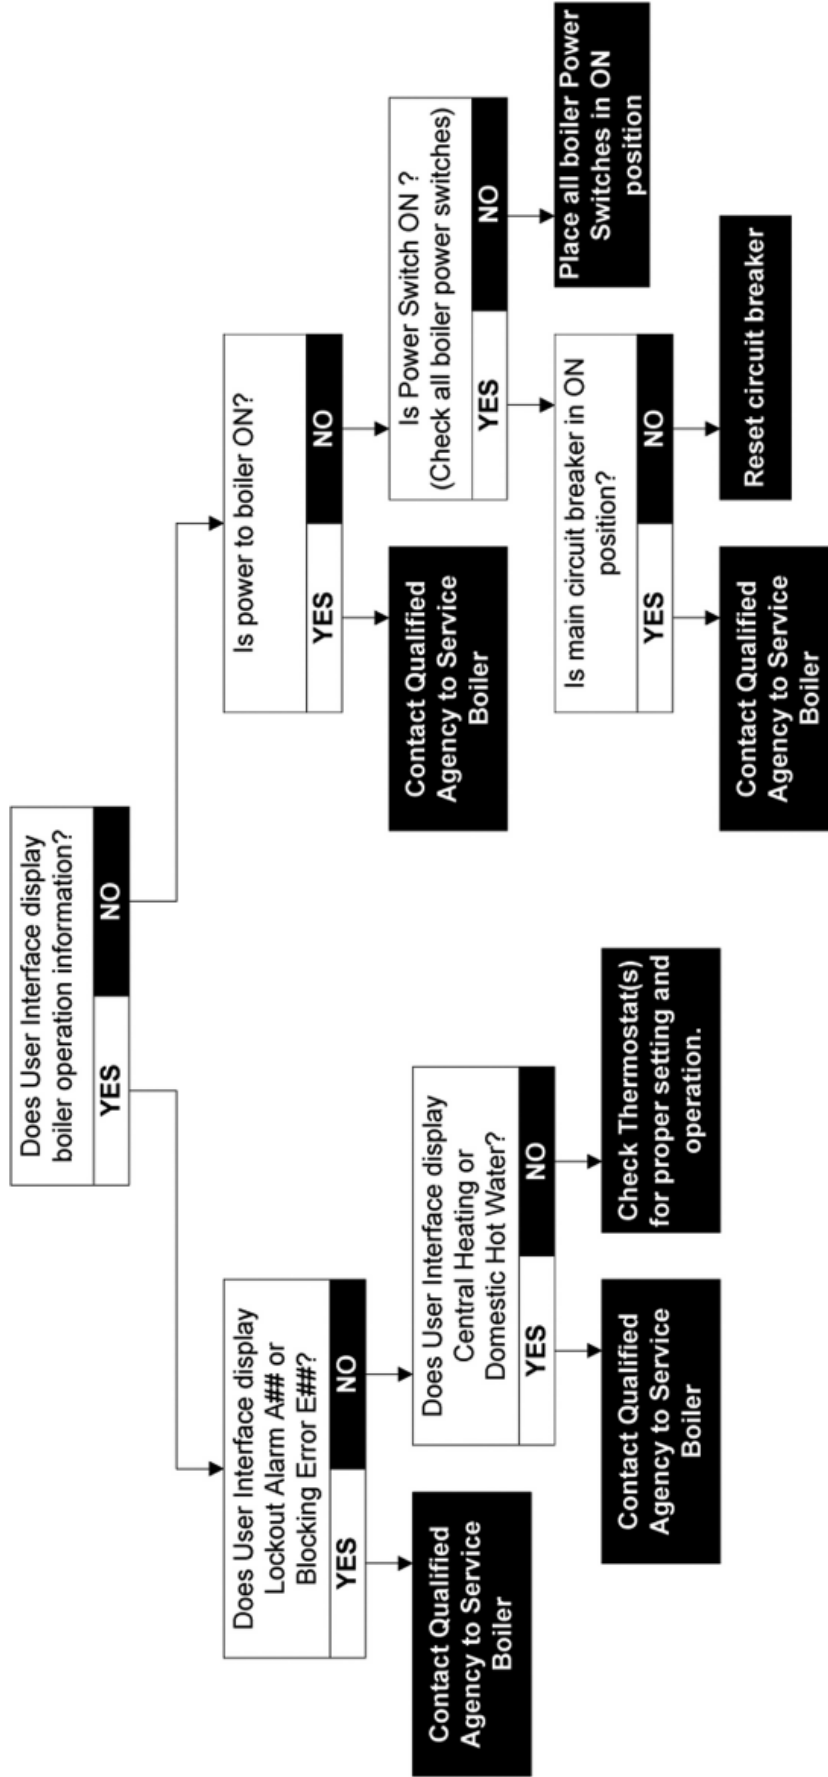 Does User Interface display
boiler operation information?
YES
NO
Does User Interface display
Lockout Alarm A## or
Blocking Error E##?
YES
NO
Contact Qualified
Agency to Service
Boiler
Does User Interface display
Central Heating or
Domestic Hot Water?
YES
NO
Contact Qualified
Agency to Service
Boiler
Check Thermostat(s)
for proper setting and
operation.
Is power to boiler ON?
YES
NO
Contact Qualified
Agency to Service
Boiler
Is Power Switch ON ?
(Check all boiler power switches)
YES
NO
Is main circuit breaker in ON
position?
YES
NO
Contact Qualified
Agency to Service
Boiler
Reset circuit breaker
Place all boiler Power
Switches in ON
position